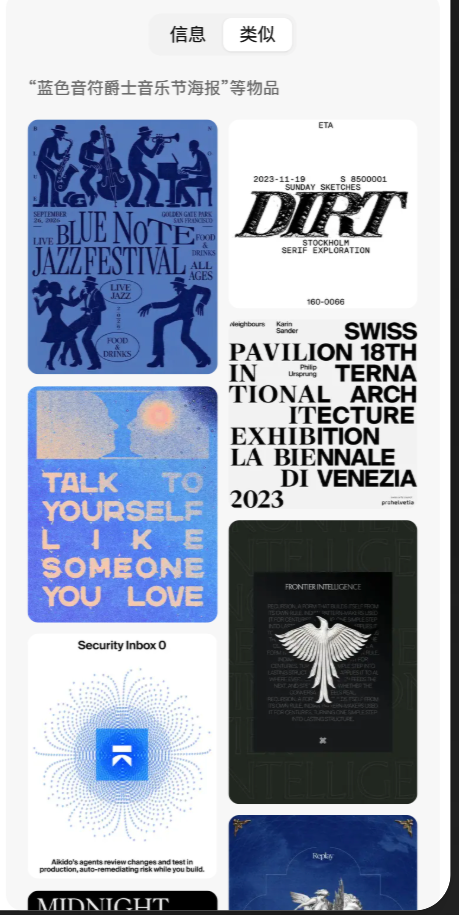 信息 类似
“蓝色音符爵士音乐节海报”等物品
B S
L U
U E
SEPTEMBER
26, 2025
GOLDEN GATE PARK,
SAN FRANCISCO
BLUE NOTE
LIVE
FOOD
&
DRINKS
JAZZ FESTIVAL
ALL
AGES
LIVE
JAZZ
FOOD
&
DRINKS
ETA
2023-11-19 S 8500001
SUNDAY SKETCHES
DIRT
STOCKHOLM
SERIF EXPLORATION
160-0066
Neighbours
Karin
Sander
SWISS
PAVILION 18TH
IN
Philip
Ursprung
TERNA
TIONAL ARCH
ITECTURE
EXHIBITION
LA BIENNALE
DI VENEZIA
2023
prohelvetia
TALK TO
YOURSELF
LIKE
SOMEONE
YOU LOVE
FRONTIER INTELLIGENCE
Security Inbox 0
Aikido's agents review changes and test in
production, auto-remediating risk while you build.
Replay
MIDNIGHT